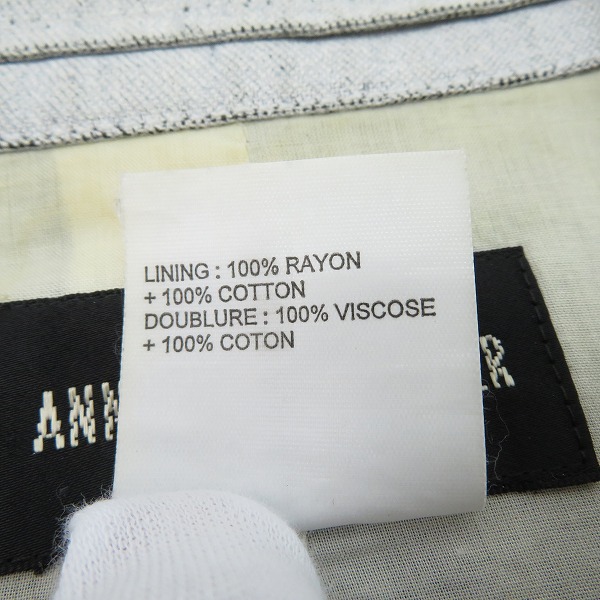 LINING : 100% RAYON
+ 100% COTTON
DOUBLURE : 100% VISCOSE
+ 100% COTON